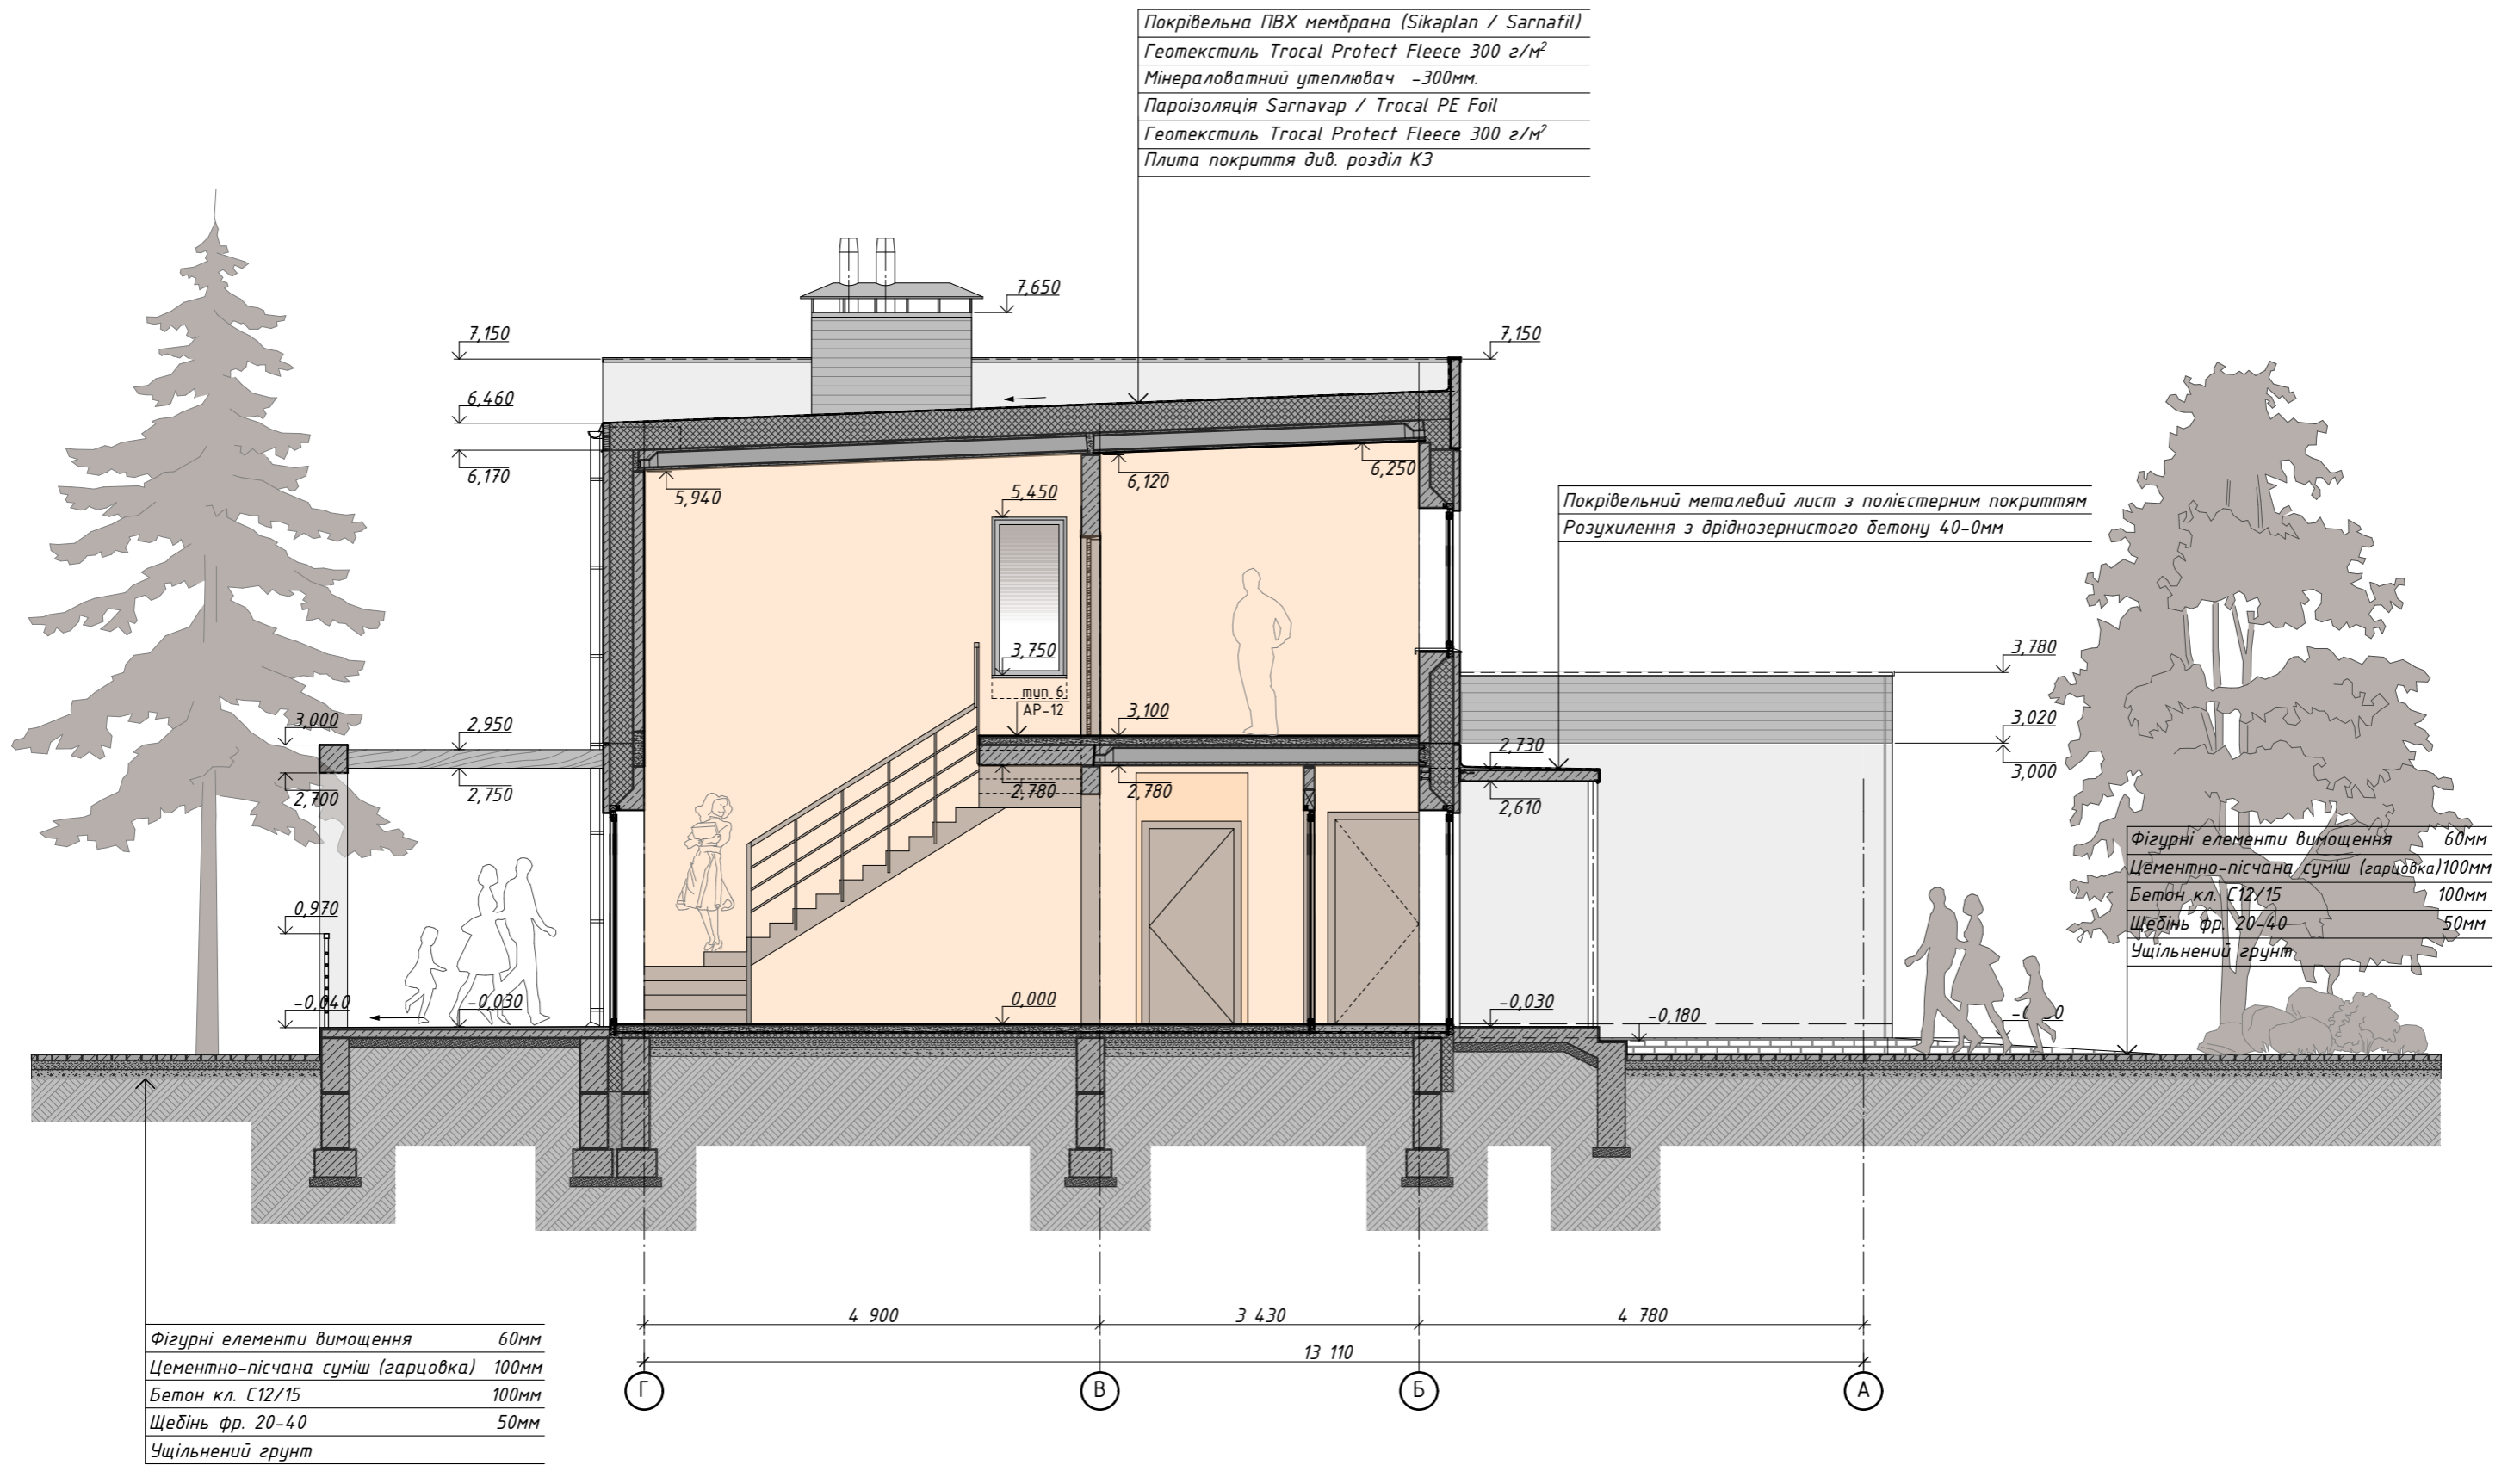 Покрівельна ПВХ мембрана (Sikaplan / Sarnafil)
Геотекстиль Trocal Protect Fleece 300 г/м²
Мінераловатний утеплювач -300мм.
Пароізоляція Sarnavap / Trocal PE Foil
Геотекстиль Trocal Protect Fleece 300 г/м²
Плита покриття див. розділ КЗ
7,650
7,150
7,150
6,460
6,170
5,940
5,450
6,120
6,250
Покрівельний металевий лист з поліестерним покриттям
Розухилення з дріднозернистого бетону 40-0мм
3,750
тип 6
АР-12
3,100
3,780
3,020
3,000
3,000
2,950
2,700
2,750
2,780
2,780
2,730
2,610
Фігурні елементи вимощення 60мм
Цементно-пісчана суміш (гарцовка) 100мм
Бетон кл. С12/15 100мм
Щебінь фр. 20-40 50мм
Ущільнений грунт
0,970
-0,040
-0,030
0,000
-0,030
-0,180
4 900
3 430
4 780
13 110
Г
В
Б
А
Фігурні елементи вимощення 60мм
Цементно-пісчана суміш (гарцовка) 100мм
Бетон кл. С12/15 100мм
Щебінь фр. 20-40 50мм
Ущільнений грунт